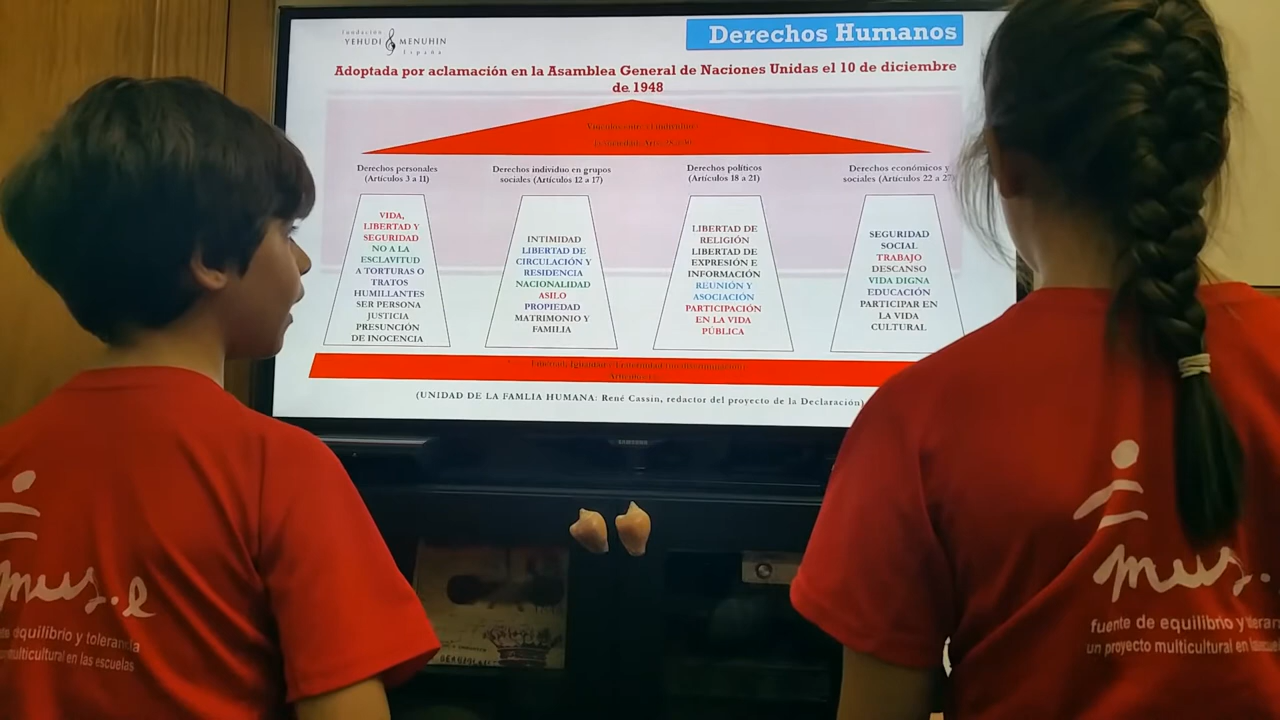 fundación
YEHUDI MENUHIN
España
Derechos Humanos
Adoptada por aclamación en la Asamblea General de Naciones Unidas el 10 de diciembre
de 1948
Derechos personales
(Artículos 3 a 11)
VIDA,
LIBERTAD Y
SEGURIDAD
NO A LA
ESCLAVITUD
A TORTURAS O
TRATOS
HUMILLANTES
SER PERSONA
JUSTICIA
PRESUNCIÓN
DE INOCENCIA
Derechos individuo en grupos
sociales (Artículos 12 a 17)
INTIMIDAD
LIBERTAD DE
CIRCULACIÓN Y
RESIDENCIA
NACIONALIDAD
ASILO
PROPIEDAD
MATRIMONIO Y
FAMILIA
Derechos políticos
(Artículos 18 a 21)
LIBERTAD DE
RELIGIÓN
LIBERTAD DE
EXPRESIÓN E
INFORMACIÓN
REUNIÓN Y
ASOCIACIÓN
PARTICIPACIÓN
EN LA VIDA
PÚBLICA
Derechos económicos y
sociales (Artículos 22 a 27
SEGURIDAD
SOCIAL
TRABAJO
DESCANSO
VIDA DIGNA
EDUCACIÓN
PARTICIPAR EN
LA VIDA
CULTURAL
(UNIDAD DE LA FAMLIA HUMANA: René Cassin, redactor del proyecto de la Declaración)
SAMSUNG
mus.e
equilibrio y tolerancia
multicultural en las escuelas
mus.
fuente de equilibrio y
un proyecto multicultural en